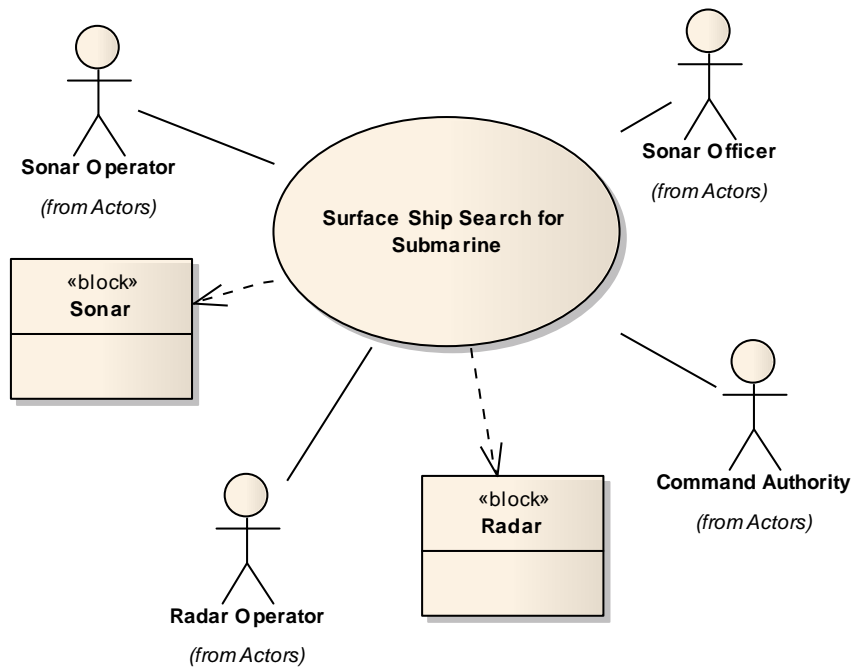 Sonar Operator
(from Actors)
Sonar Officer
(from Actors)
Surface Ship Search for
Submarine
«block»
Sonar
Command Authority
(from Actors)
«block»
Radar
Radar Operator
(from Actors)